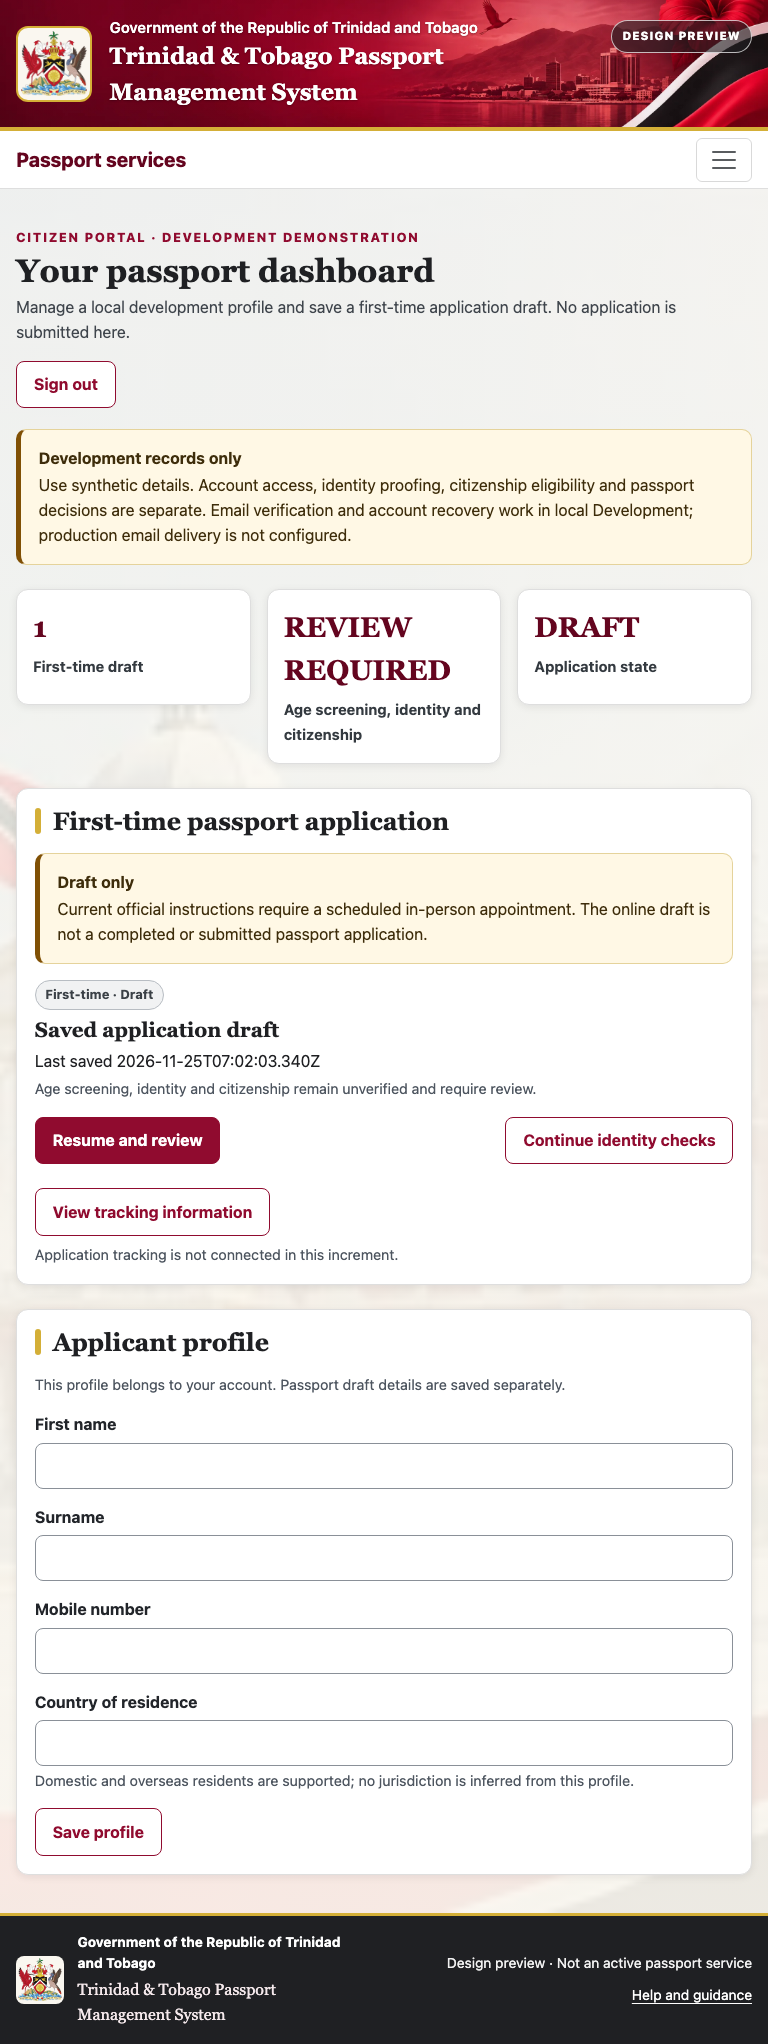 Government of the Republic of Trinidad and Tobago
Trinidad & Tobago Passport
Management System
DESIGN PREVIEW
Passport services
CITIZEN PORTAL · DEVELOPMENT DEMONSTRATION
Your passport dashboard
Manage a local development profile and save a first-time application draft. No application is
submitted here.
Sign out
Development records only
Use synthetic details. Account access, identity proofing, citizenship eligibility and passport
decisions are separate. Email verification and account recovery work in local Development;
production email delivery is not configured.
1
First-time draft
REVIEW
REQUIRED
Age screening, identity and
citizenship
DRAFT
Application state
First-time passport application
Draft only
Current official instructions require a scheduled in-person appointment. The online draft is
not a completed or submitted passport application.
First-time · Draft
Saved application draft
Last saved 2026-11-25T07:02:03.340Z
Age screening, identity and citizenship remain unverified and require review.
Resume and review
Continue identity checks
View tracking information
Application tracking is not connected in this increment.
Applicant profile
This profile belongs to your account. Passport draft details are saved separately.
First name
Surname
Mobile number
Country of residence
Domestic and overseas residents are supported; no jurisdiction is inferred from this profile.
Save profile
Government of the Republic of Trinidad
and Tobago
Trinidad & Tobago Passport
Management System
Design preview · Not an active passport service
Help and guidance